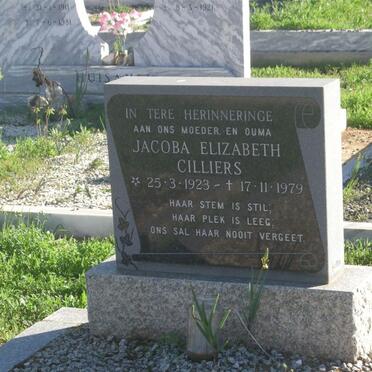 IN TERE HERINNERINGE
AAN ONS MOEDER EN OUMA
JACOBA ELIZABETH
CILLIERS
* 25·3·1923 - † 17·11·1979
HAAR STEM IS STIL,
HAAR PLEK IS LEEG,
ONS SAL HAAR NOOIT VERGEET.